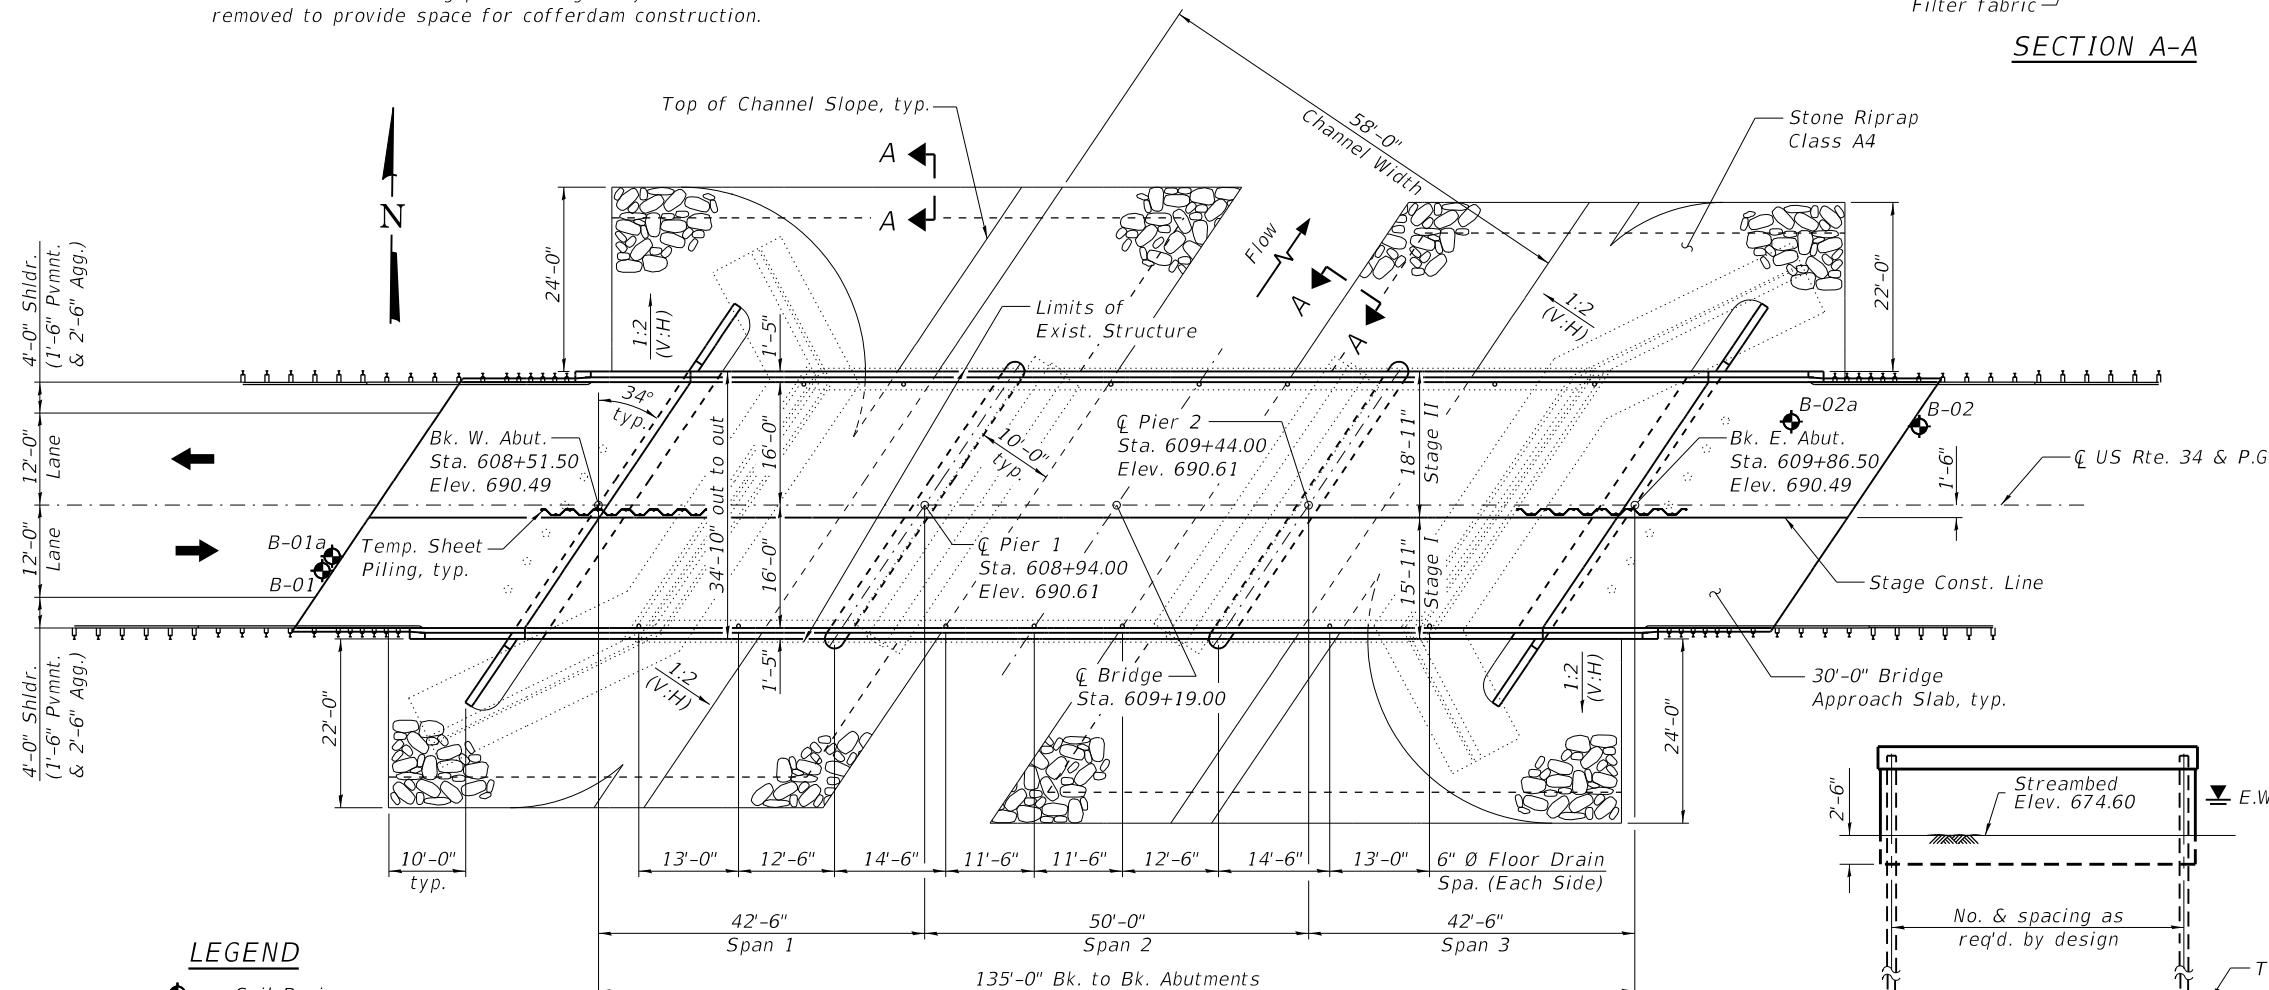 removed to provide space for cofferdam construction.
Filter fabric
SECTION A-A
Top of Channel Slope, typ.
A
A
58'-0"
Channel Width
Stone Riprap
Class A4
N
Flow
A
A
24'-0"
22'-0"
1:2
(V:H)
1:2
(V:H)
1'-5"
Limits of
Exist. Structure
4'-0" Shldr.
(1'-6" Pvmnt.
& 2'-6" Agg.)
34°
typ.
12'-0"
Lane
Bk. W. Abut.
Sta. 608+51.50
Elev. 690.49
34'-10" out to out
16'-0"
10'-0"
typ.
℄ Pier 2
Sta. 609+44.00
Elev. 690.61
18'-11"
Stage II
B-02a
B-02
Bk. E. Abut.
Sta. 609+86.50
Elev. 690.49
1'-6"
℄ US Rte. 34 & P.G
12'-0"
Lane
B-01a
B-01
Temp. Sheet
Piling, typ.
16'-0"
℄ Pier 1
Sta. 608+94.00
Elev. 690.61
15'-11"
Stage I
Stage Const. Line
4'-0" Shldr.
(1'-6" Pvmnt.
& 2'-6" Agg.)
22'-0"
1:2
(V:H)
1'-5"
℄ Bridge
Sta. 609+19.00
1:2
(V:H)
24'-0"
30'-0" Bridge
Approach Slab, typ.
10'-0"
typ.
13'-0"
12'-6"
14'-6"
11'-6"
11'-6"
12'-6"
14'-6"
13'-0"
6" Ø Floor Drain
Spa. (Each Side)
2'-6"
Streambed
Elev. 674.60
E.W
42'-6"
Span 1
50'-0"
Span 2
42'-6"
Span 3
No. & spacing as
req'd. by design
LEGEND
135'-0" Bk. to Bk. Abutments
T